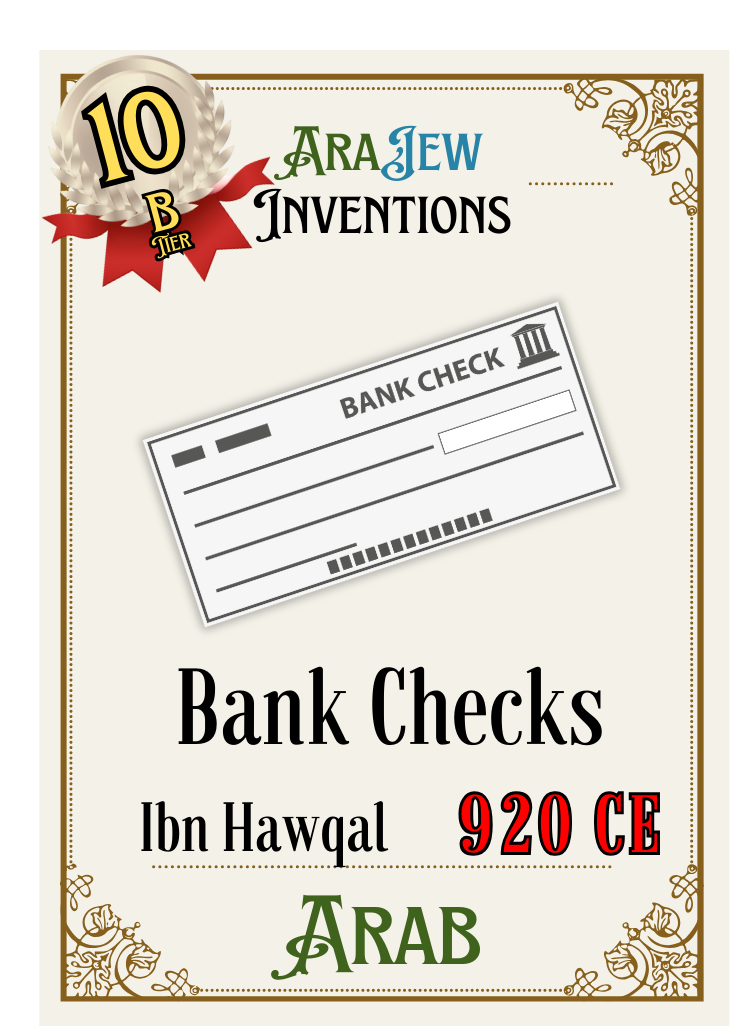 10
B
TIER
ARAJEW
INVENTIONS
BANK CHECK
Bank Checks
Ibn Hawqal 920 CE
ARAB